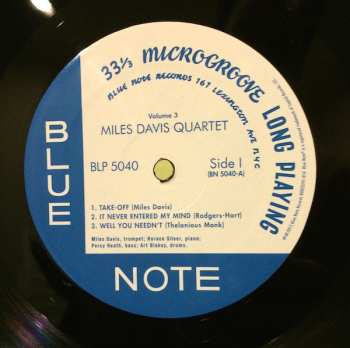 33⅓ MICROGROOVE LONG PLAYING
BLUE NOTE RECORDS 767 LEXINGTON AVE NYC
Volume 3
MILES DAVIS QUARTET
BLP 5040
Side 1
(BN 5040-A)
1. TAKE-OFF (Miles Davis)
2. IT NEVER ENTERED MY MIND (Rodgers-Hart)
3. WELL YOU NEEDN'T (Thelonious Monk)
Miles Davis, trumpet; Horace Silver, piano;
Percy Heath, bass; Art Blakey, drums.
BLUE
NOTE